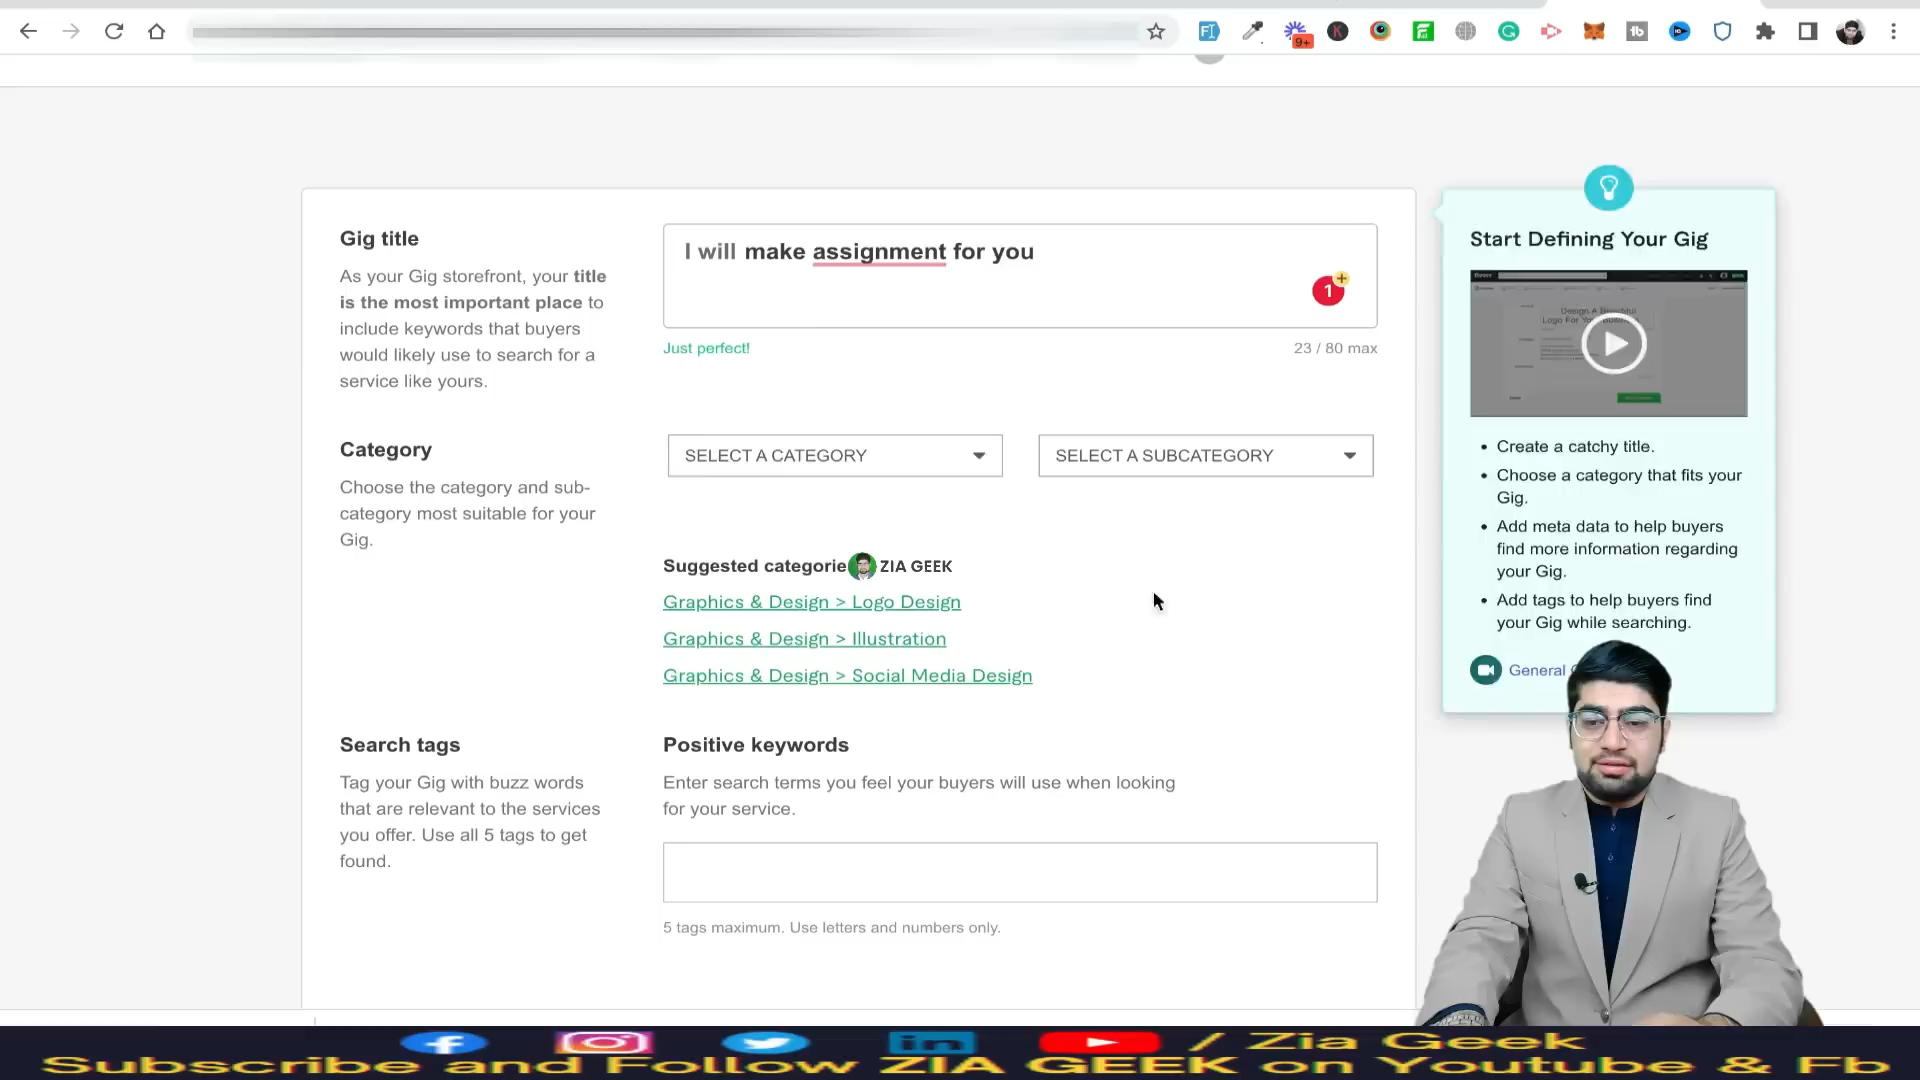 9+
K
tb
Gig title
As your Gig storefront, your title
is the most important place to
include keywords that buyers
would likely use to search for a
service like yours.
I will make assignment for you
1
Just perfect!
23 / 80 max
Category
Choose the category and sub-
category most suitable for your
Gig.
SELECT A CATEGORY
SELECT A SUBCATEGORY
Suggested categorie
ZIA GEEK
Graphics & Design > Logo Design
Graphics & Design > Illustration
Graphics & Design > Social Media Design
Search tags
Tag your Gig with buzz words
that are relevant to the services
you offer. Use all 5 tags to get
found.
Positive keywords
Enter search terms you feel your buyers will use when looking
for your service.
5 tags maximum. Use letters and numbers only.
Start Defining Your Gig
Design A Beautiful
Logo For Your
• Create a catchy title.
• Choose a category that fits your
Gig.
• Add meta data to help buyers
find more information regarding
your Gig.
• Add tags to help buyers find
your Gig while searching.
General
/ Zia Geek
Subscribe and Follow ZIA GEEK on Youtube & Fb